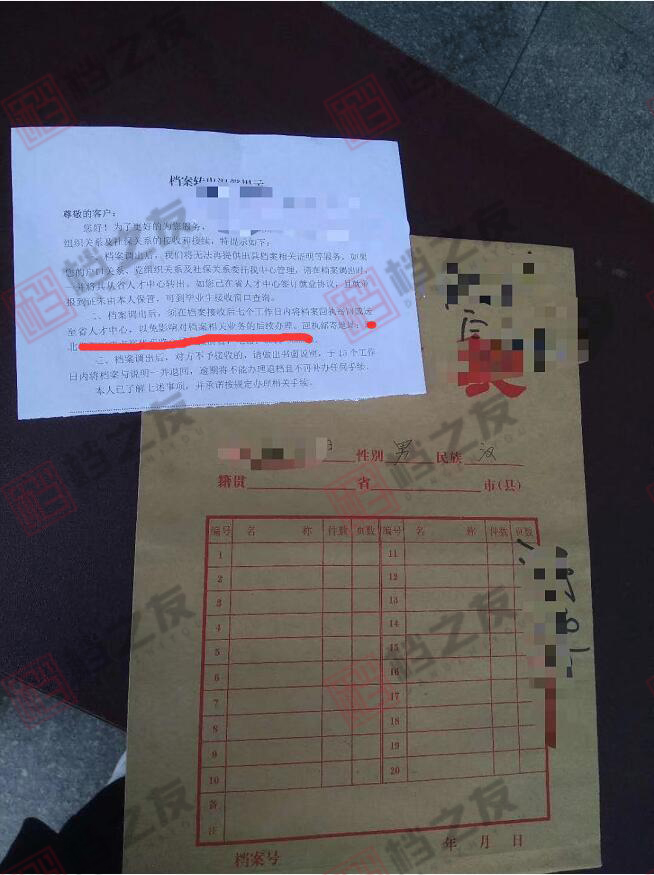 档案转出温馨提示
尊敬的客户：
您好！为了更好的为您服务，
组织关系及社保关系的接收和接续，特提示如下：
档案调出后，我们将无法再提供出具档案相关证明等服务，如果
您的户口关系、党组织关系及社保关系委托我中心管理，请在档案调出时，
一并将其从省人才中心转出。如您已在省人才中心签订就业协议，且就业
报到证未由本人保管，可到毕业生接收窗口查询。
一、档案调出后，须在档案接收后七个工作日内将档案回执
至省人才中心，以免影响对档案相关业务的后续办理。回执邮寄地址：
北
二、档案调出后，对方不予接收的，请做出书面说明，于15个工作
日内将档案与说明一并退回，逾期将不能办理退档且不可补办任何手续。
本人已了解上述事项，并承诺按规定办理相关手续。
性别 男 民族 汉
籍贯 省 市(县)
编号 名 称 件数 页数 编号 名 称 件数 页数
1 11
2 12
3 13
4 14
5 15
6 16
7 17
8 18
9 19
10 20
备注
档案号 年 月 日
档之友